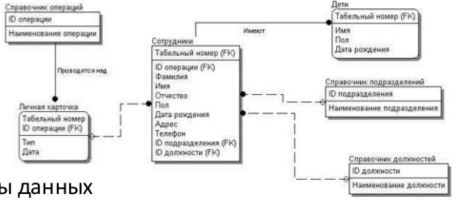 Справочник операций
ID операции
Наименование операции
Проводятся над
Личная карточка
Табельный номер
ID операции (FK)
Тип
Дата
Сотрудники
Табельный номер (FK)
ID операции (FK)
Фамилия
Имя
Отчество
Пол
Дата рождения
Адрес
Телефон
ID подразделения (FK)
ID должности (FK)
Имеют
Дети
Табельный номер (FK)
Имя
Пол
Дата рождения
Справочник подразделений
ID подразделения
Наименование подразделения
Справочник должностей
ID должности
Наименование должности
ы данных